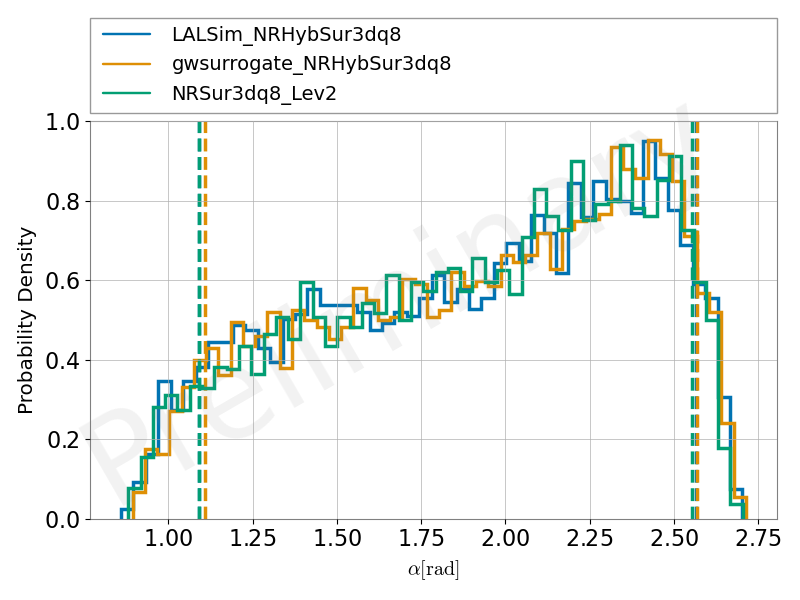 LALSim_NRHybSur3dq8
gwsurrogate_NRHybSur3dq8
NRSur3dq8_Lev2
Preliminary
Probability Density
1.0
0.8
0.6
0.4
0.2
0.0
1.00 1.25 1.50 1.75 2.00 2.25 2.50 2.75
α[rad]